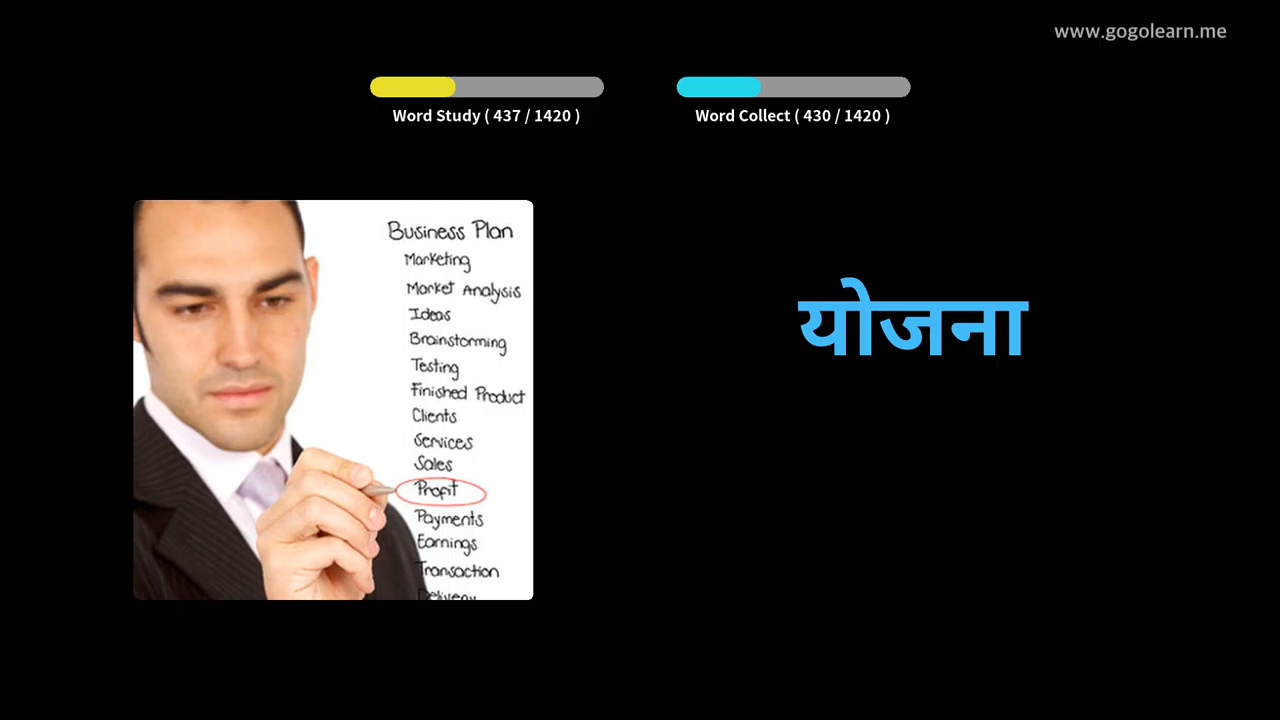 www.gogolearn.me
Word Study ( 437 / 1420 )
Word Collect ( 430 / 1420 )
Business Plan
Marketing
Market Analysis
Ideas
Brainstorming
Testing
Finished Product
Clients
Services
Sales
Profit
Payments
Earnings
Transaction
Delivery
योजना